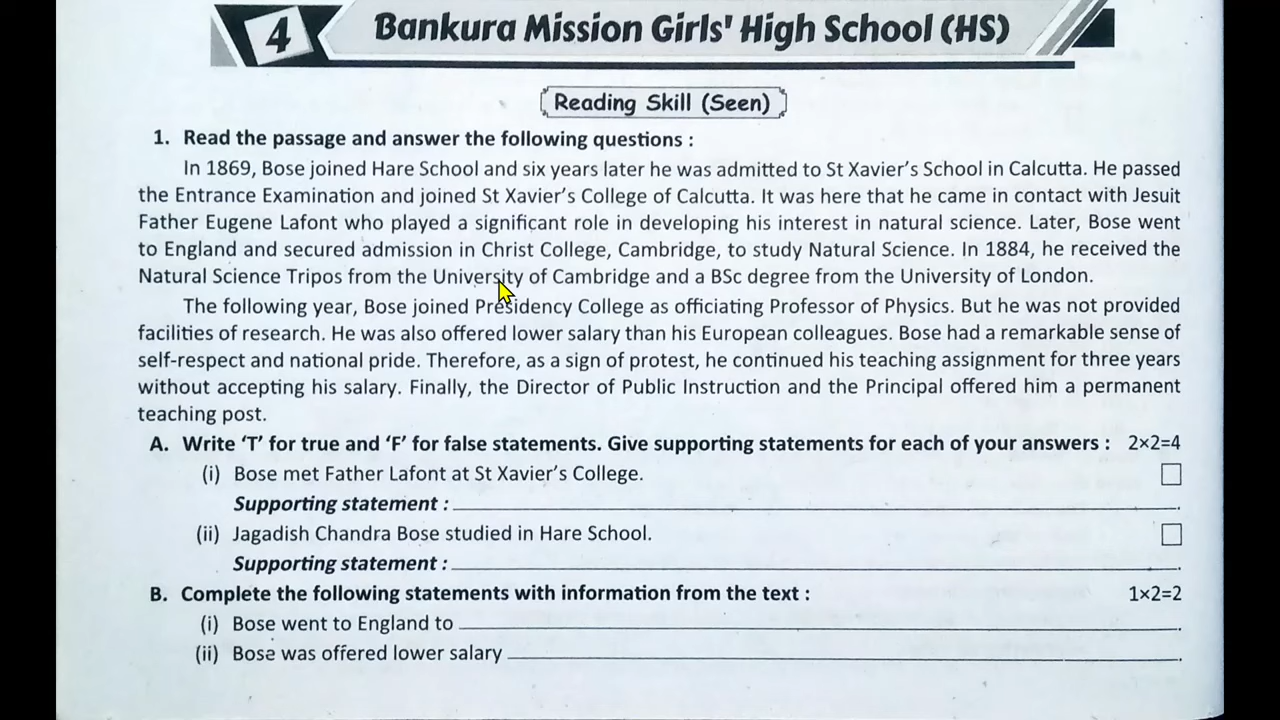 4 Bankura Mission Girls' High School (HS)
Reading Skill (Seen)
1. Read the passage and answer the following questions :
In 1869, Bose joined Hare School and six years later he was admitted to St Xavier's School in Calcutta. He passed
the Entrance Examination and joined St Xavier's College of Calcutta. It was here that he came in contact with Jesuit
Father Eugene Lafont who played a significant role in developing his interest in natural science. Later, Bose went
to England and secured admission in Christ College, Cambridge, to study Natural Science. In 1884, he received the
Natural Science Tripos from the University of Cambridge and a BSc degree from the University of London.
The following year, Bose joined Presidency College as officiating Professor of Physics. But he was not provided
facilities of research. He was also offered lower salary than his European colleagues. Bose had a remarkable sense of
self-respect and national pride. Therefore, as a sign of protest, he continued his teaching assignment for three years
without accepting his salary. Finally, the Director of Public Instruction and the Principal offered him a permanent
teaching post.
A. Write 'T' for true and 'F' for false statements. Give supporting statements for each of your answers : 2×2=4
(i) Bose met Father Lafont at St Xavier's College.
Supporting statement : .
(ii) Jagadish Chandra Bose studied in Hare School.
Supporting statement : .
B. Complete the following statements with information from the text : 1×2=2
(i) Bose went to England to .
(ii) Bose was offered lower salary .